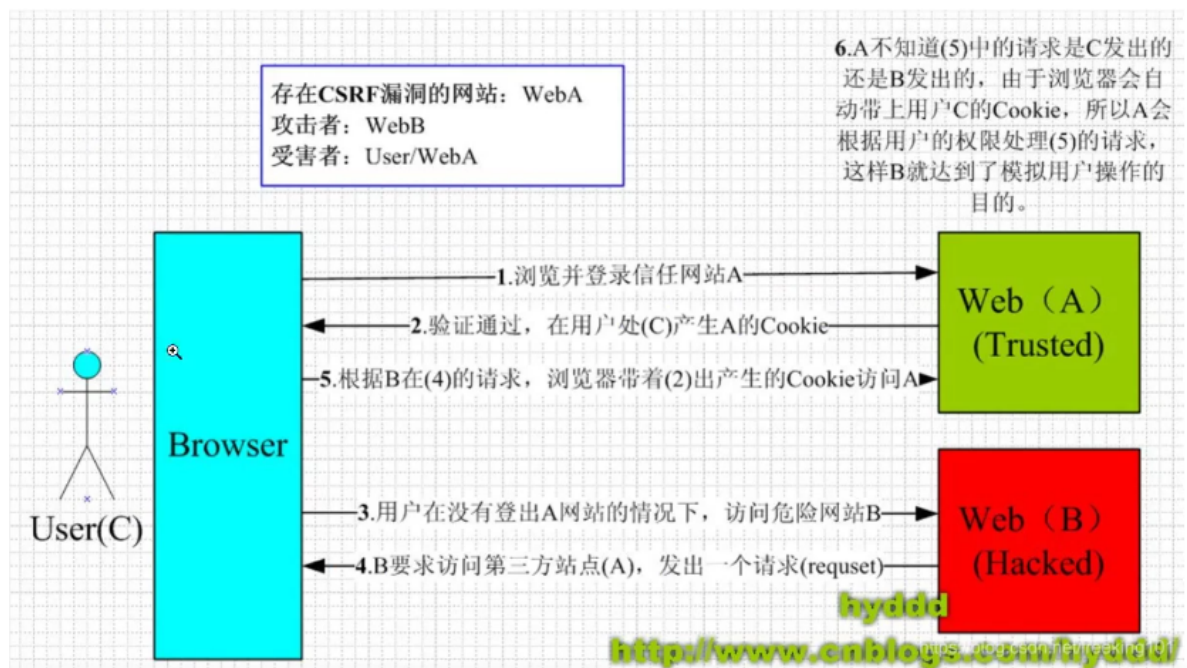 存在CSRF漏洞的网站：WebA
攻击者：WebB
受害者：User/WebA
6.A不知道(5)中的请求是C发出的
还是B发出的，由于浏览器会自
动带上用户C的Cookie，所以A会
根据用户的权限处理(5)的请求，
这样B就达到了模拟用户操作的
目的。
1.浏览并登录信任网站A
2.验证通过，在用户处(C)产生A的Cookie
5.根据B在(4)的请求，浏览器带着(2)出产生的Cookie访问A
Web（A）
(Trusted)
Browser
User(C)
3.用户在没有登出A网站的情况下，访问危险网站B
4.B要求访问第三方站点(A)，发出一个请求(requset)
Web（B）
(Hacked)
hyddd
http://www.cnblogs.com/hyddd/